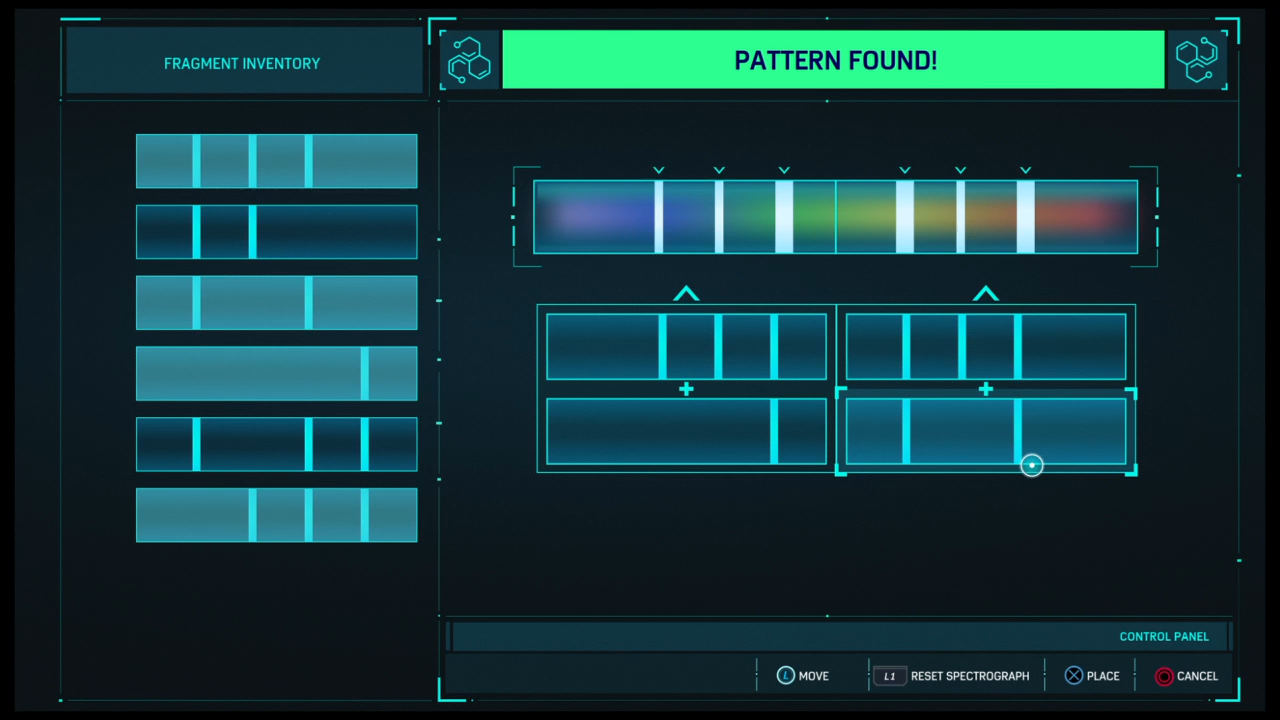 FRAGMENT INVENTORY
PATTERN FOUND!
CONTROL PANEL
L MOVE
L1 RESET SPECTROGRAPH
PLACE
CANCEL